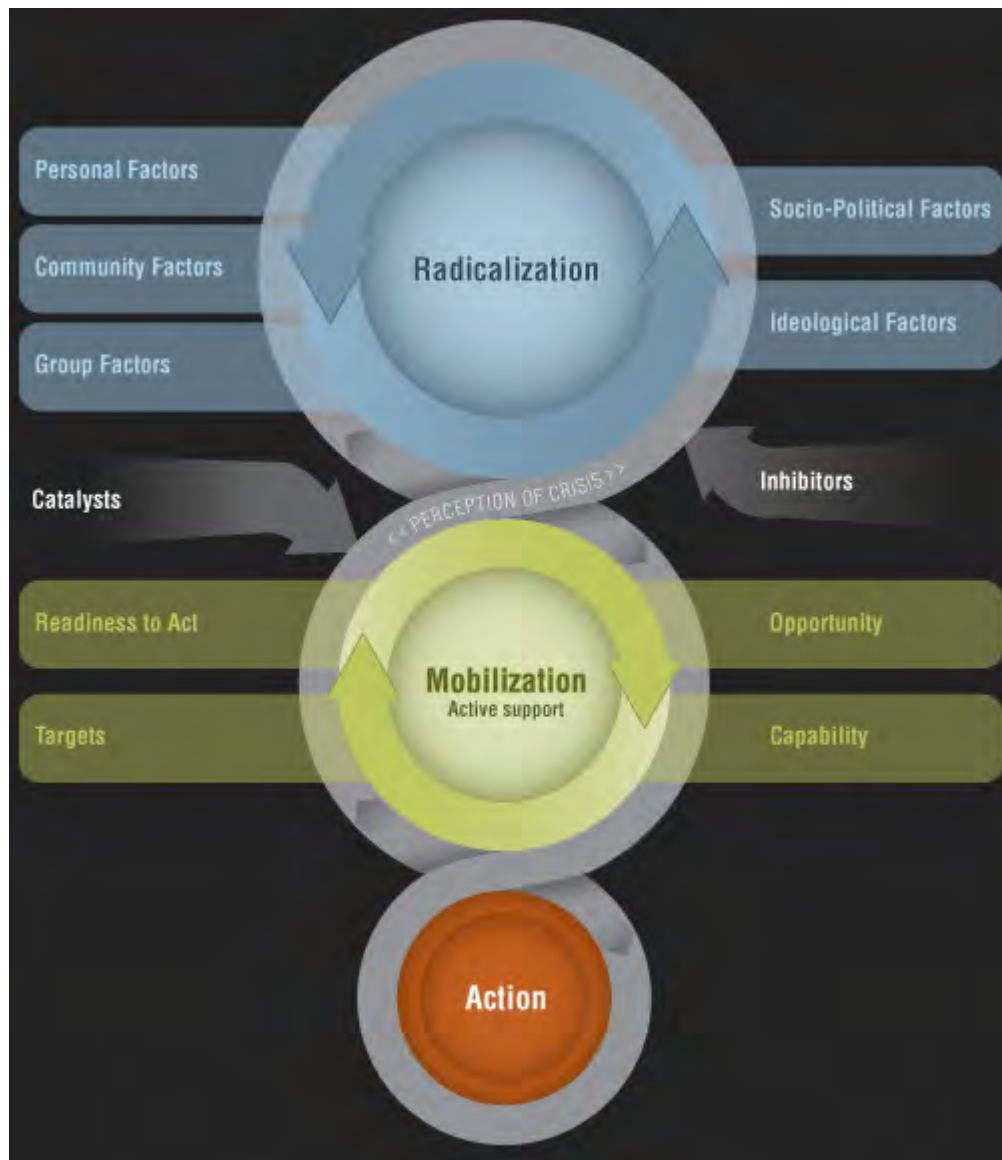 Personal Factors
Community Factors
Group Factors
Radicalization
Socio-Political Factors
Ideological Factors
Catalysts
Inhibitors
<< PERCEPTION OF CRISIS >>
Readiness to Act
Targets
Mobilization
Active support
Opportunity
Capability
Action